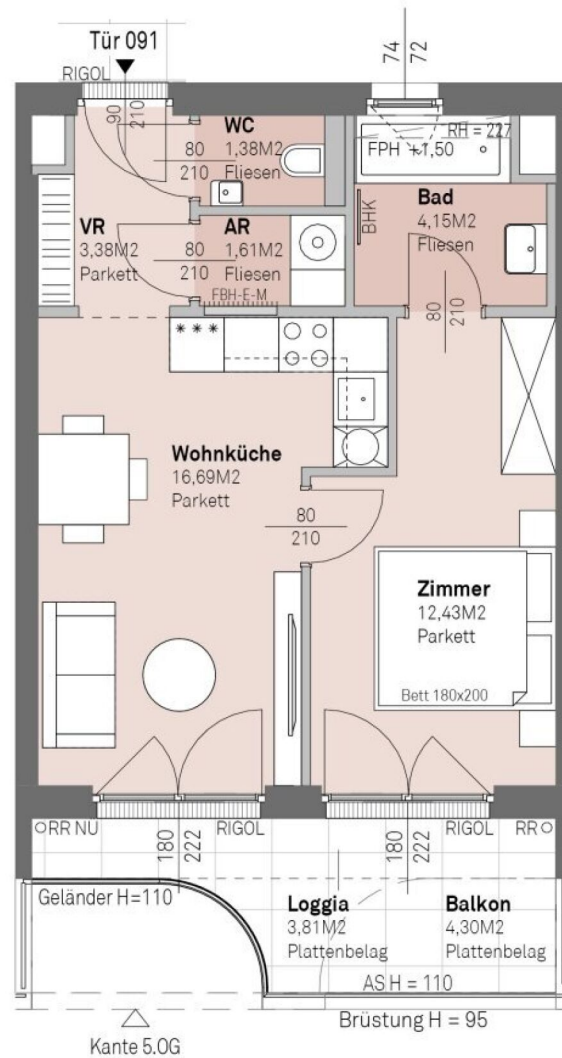 Tür 091
RIGOL
90
210
74
72
WC
1,38M2
Fliesen
80
210
RH = 227
FPH +1,50
Bad
4,15M2
Fliesen
BHK
VR
3,38M2
Parkett
AR
1,61M2
Fliesen
80
210
FBH-E-M
80
210
***
Wohnküche
16,69M2
Parkett
80
210
Zimmer
12,43M2
Parkett
Bett 180x200
RR NU
180
222
RIGOL
180
222
RIGOL
RR
Geländer H=110
Loggia
3,81M2
Plattenbelag
Balkon
4,30M2
Plattenbelag
AS H = 110
Brüstung H = 95
Kante 5.OG